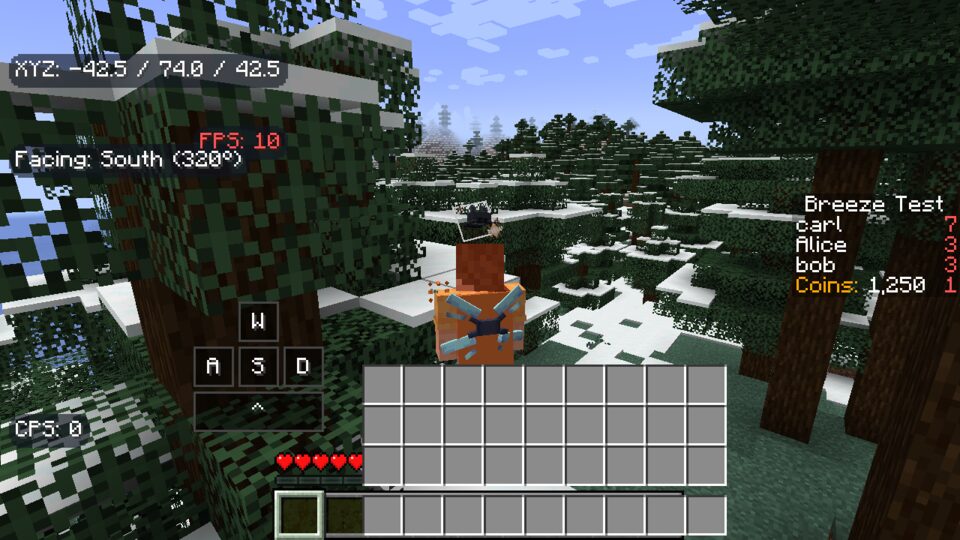 XYZ: -42.5 / 74.0 / 42.5
FPS: 10
Facing: South (320°)
Breeze Test
carl 7
Alice 3
bob 3
Coins: 1,250 1
W
A S D
^
CPS: 0